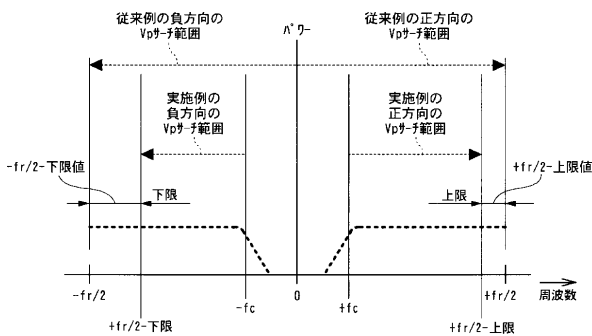 従来例の負方向の
Vpサーチ範囲
パワー
従来例の正方向の
Vpサーチ範囲
実施例の
負方向の
Vpサーチ範囲
実施例の
正方向の
Vpサーチ範囲
-fr/2-下限値
下限
上限
+fr/2-上限値
-fr/2
-fc
0
+fc
+fr/2
周波数
+fr/2-下限
+fr/2-上限